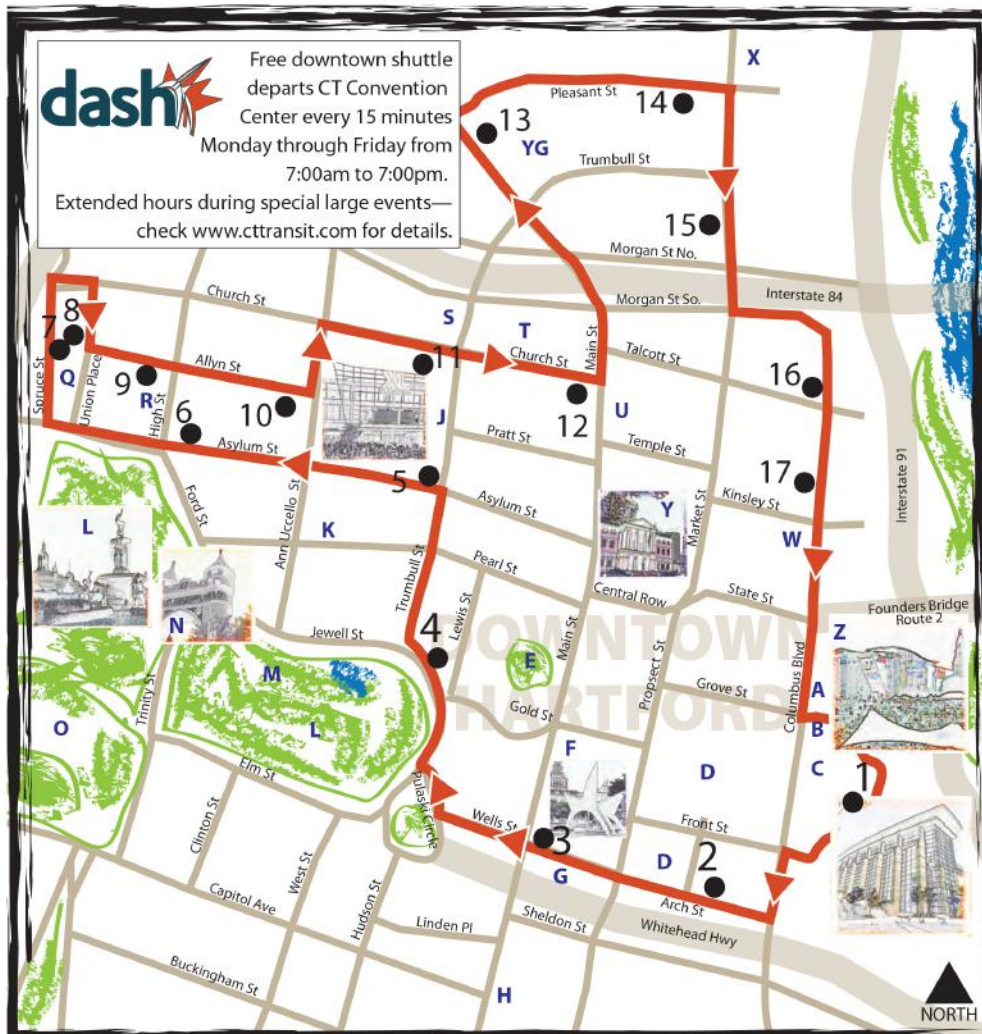 dash
Free downtown shuttle
departs CT Convention
Center every 15 minutes
Monday through Friday from
7:00am to 7:00pm.
Extended hours during special large events—
check www.cttransit.com for details.
X
Pleasant St
14
13
YG
Trumbull St
15
Morgan St No.
Interstate 84
Morgan St So.
Church St
S
T
Church St
Main St
Talcott St
8
7
Q
Spruce St
Union Place
Allyn St
9
R
High St
6
10
11
12
16
J
U
Asylum St
Pratt St
Temple St
5
17
Kinsley St
Interstate 91
Ford St
Ann Uccello St
K
Asylum St
Y
Market St
W
L
Trumbull St
Pearl St
Lewis St
Central Row
State St
Founders Bridge
Route 2
N
Jewell St
4
DOWNTOWN
HARTFORD
Main St
E
Propsect St
Columbus Blvd
Z
M
L
Trinity St
Gold St
Grove St
A
B
O
F
D
C
1
Elm St
Pulaski Circle
Wells St
3
Front St
Clinton St
West St
G
D
2
Arch St
Capitol Ave
Hudson St
Linden Pl
Sheldon St
Whitehead Hwy
Buckingham St
H
NORTH